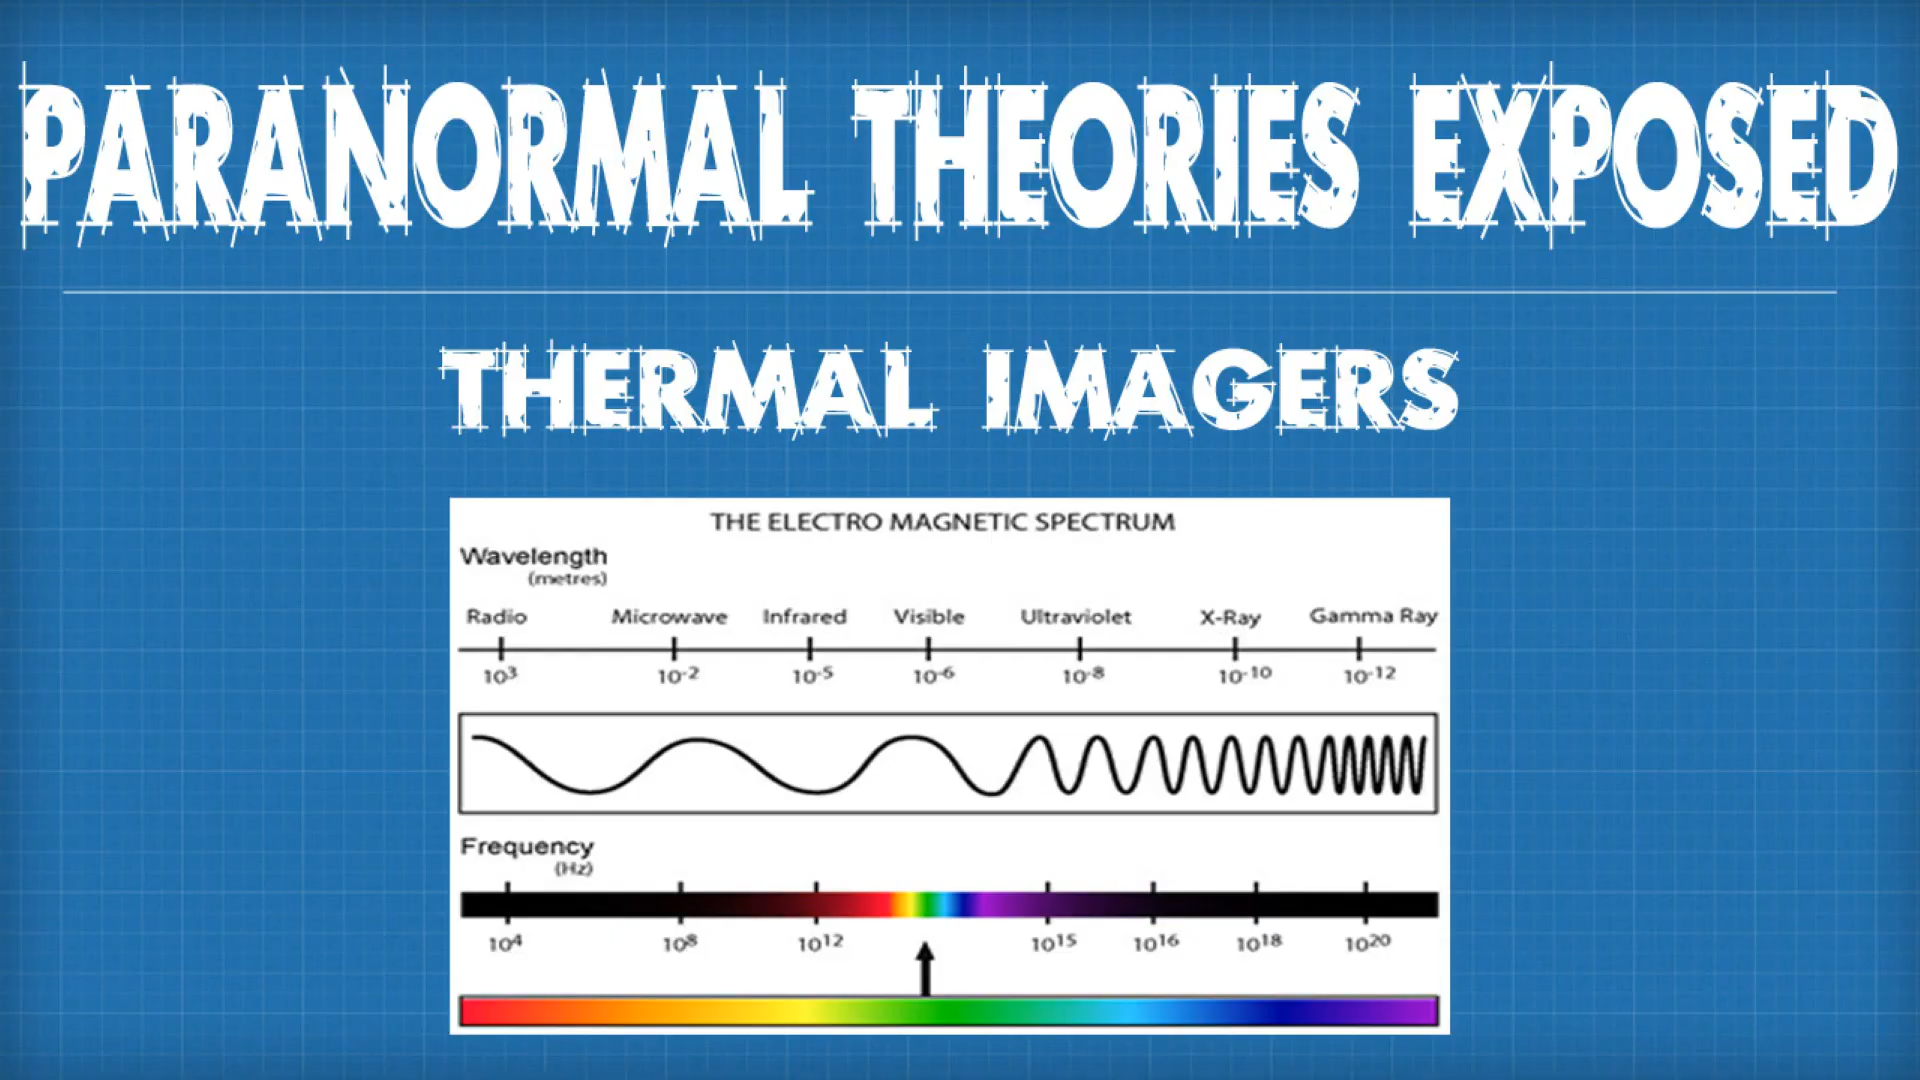 PARANORMAL THEORIES EXPOSED
THERMAL IMAGERS
THE ELECTRO MAGNETIC SPECTRUM
Wavelength
(metres)
Radio Microwave Infrared Visible Ultraviolet X-Ray Gamma Ray
10³ 10⁻² 10⁻⁵ 10⁻⁶ 10⁻⁸ 10⁻¹⁰ 10⁻¹²
Frequency
(Hz)
10⁴ 10⁸ 10¹² 10¹⁵ 10¹⁶ 10¹⁸ 10²⁰